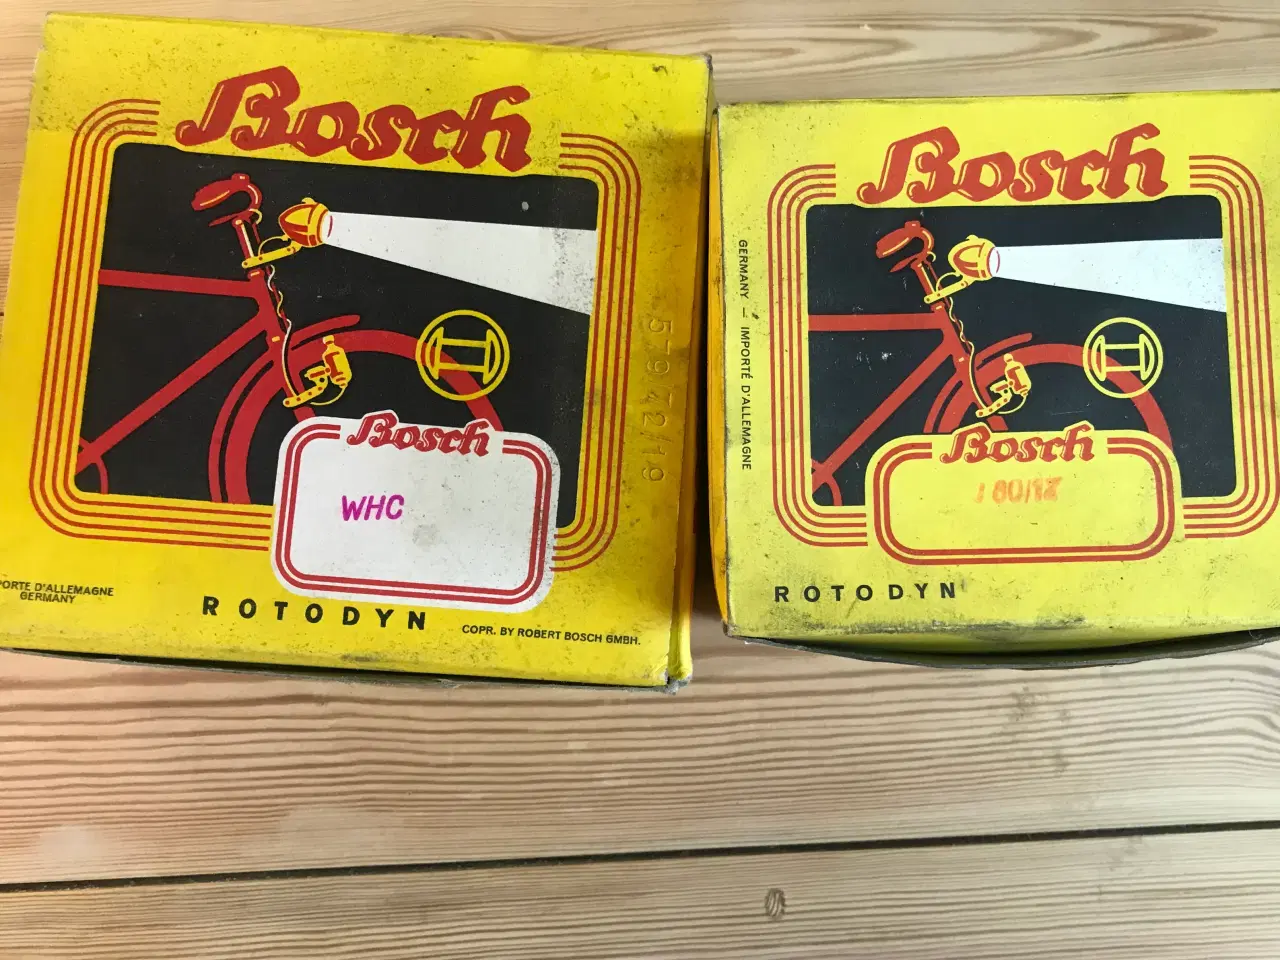 Bosch
579/42/19
Bosch
WHC
PORTE D'ALLEMAGNE
GERMANY
ROTODYN
COPR. BY ROBERT BOSCH GMBH.
Bosch
GERMANY – IMPORTÉ D'ALLEMAGNE
Bosch
ROTODYN